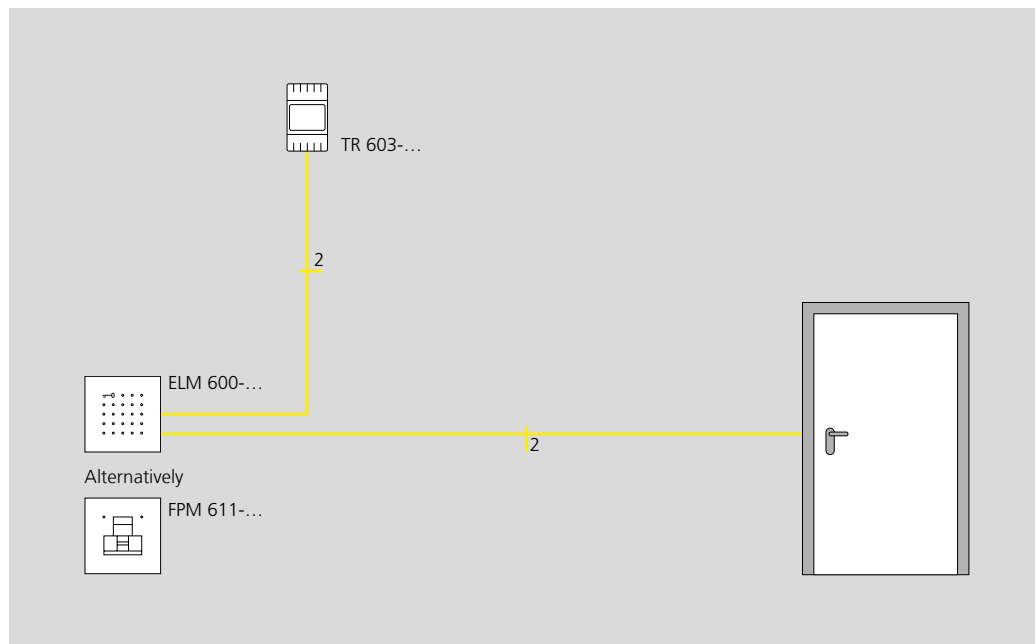 TR 603-…
2
ELM 600-…
2
Alternatively
FPM 611-…